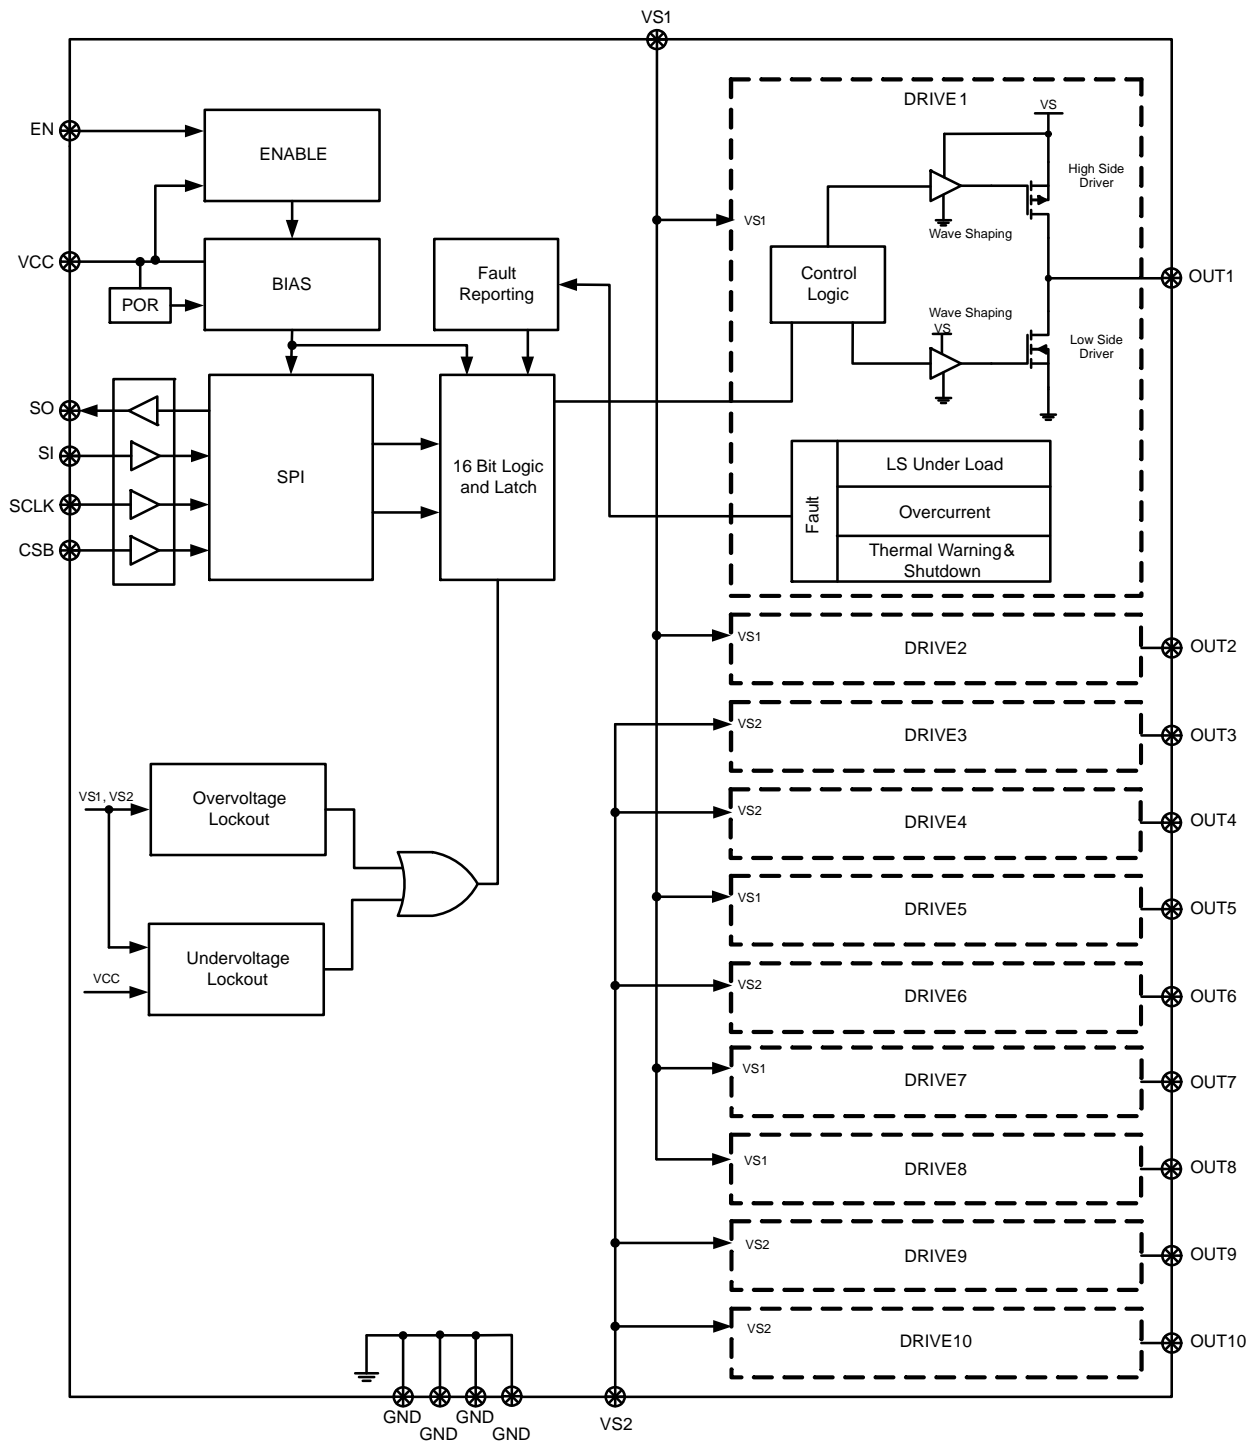 VS1
EN
ENABLE
VCC
BIAS
POR
Fault
Reporting
SO
SI
SCLK
CSB
SPI
16 Bit Logic
and Latch
DRIVE1
VS
High Side
Driver
VS1
Wave Shaping
Control
Logic
OUT1
Wave Shaping
VS
Low Side
Driver
Fault
LS Under Load
Overcurrent
Thermal Warning &
Shutdown
VS1
DRIVE2
OUT2
VS2
DRIVE3
OUT3
VS1, VS2
Overvoltage
Lockout
VS2
DRIVE4
OUT4
VS1
DRIVE5
OUT5
VCC
Undervoltage
Lockout
VS2
DRIVE6
OUT6
VS1
DRIVE7
OUT7
VS1
DRIVE8
OUT8
VS2
DRIVE9
OUT9
VS2
DRIVE10
OUT10
GND
GND
GND
GND
VS2